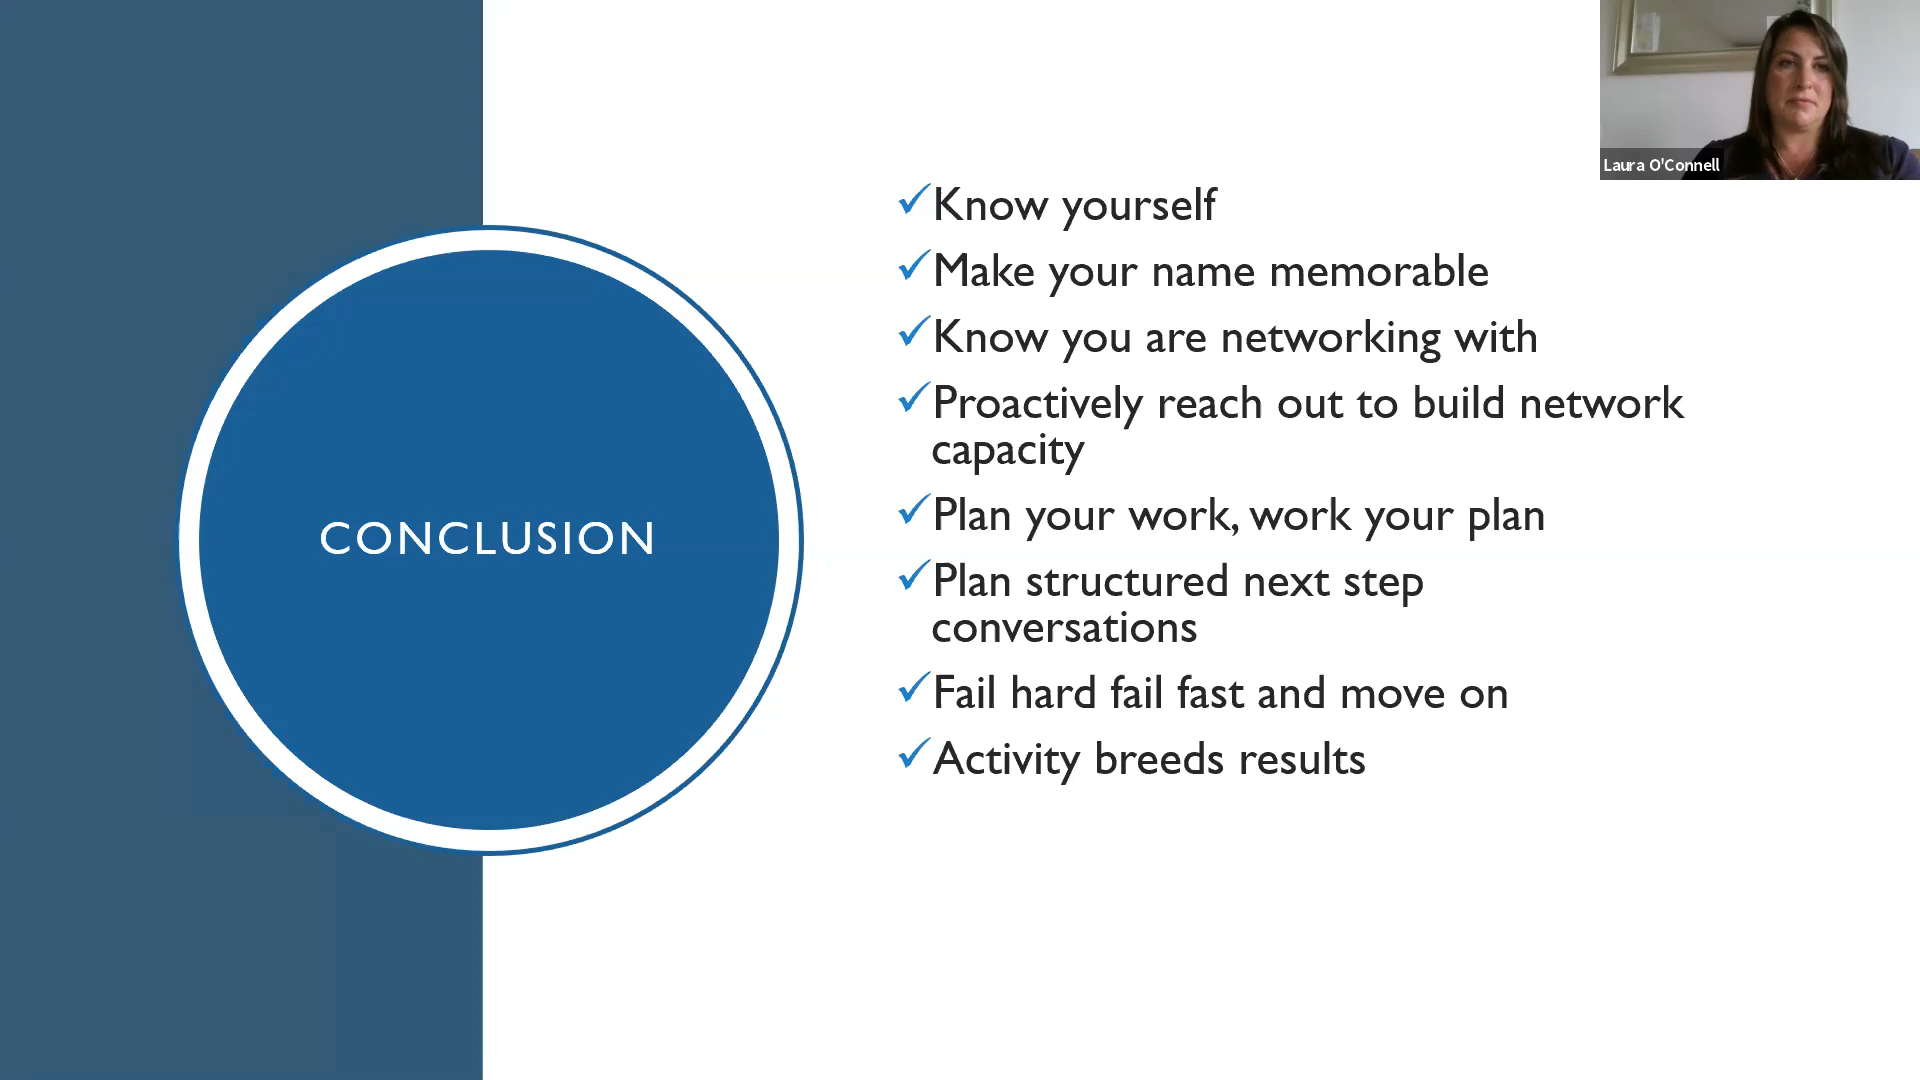 Laura O'Connell
CONCLUSION
✓Know yourself
✓Make your name memorable
✓Know you are networking with
✓Proactively reach out to build network
capacity
✓Plan your work, work your plan
✓Plan structured next step
conversations
✓Fail hard fail fast and move on
✓Activity breeds results